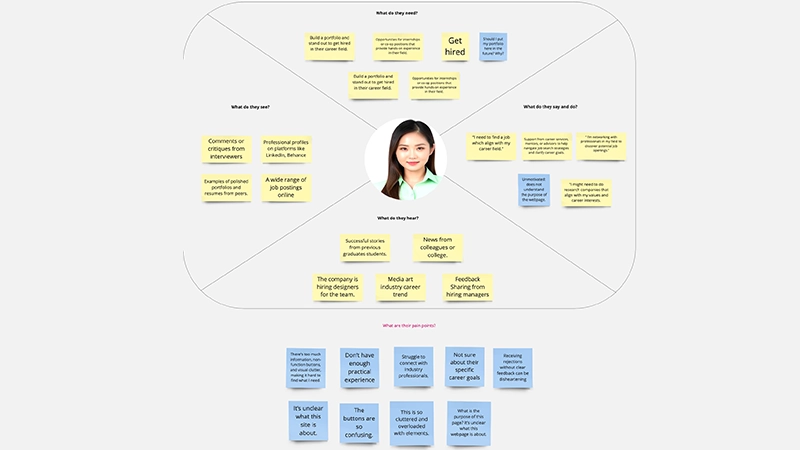 What do they need?
Build a portfolio and
stand out to get hired
in their career field.
Opportunities for internships
or co-op positions that
provide hands-on experience
in their field.
Get
hired
Should I put
my portfolio
here in the
future? Why?
Build a portfolio and
stand out to get hired
in their career field.
Opportunities for internships
or co-op positions that
provide hands-on experience
in their field.
What do they see?
Comments or
critiques from
interviewers
Professional profiles
on platforms like
LinkedIn, Behance
Examples of polished
portfolios and
resumes from peers.
A wide range of
job postings
online
What do they say and do?
"I need to find a job
which align with my
career field."
Support from career services,
mentors, or advisors to help
navigate job search strategies
and clarify career goals.
"I'm networking with
professionals in my field to
discover potential job
openings."
Unmotivated
does not
understand
the purpose of
the webpage.
"I might need to do
research companies that
align with my values and
career interests.
What do they hear?
Successful stories
from previous
graduates students.
News from
colleagues or
college.
The company is
hiring designers
for the team.
Media art
industry career
trend
Feedback
Sharing from
hiring managers
What are their pain points?
There's too much
information, non-
function buttons,
and visual clutter,
making it hard to
find what I need.
Don't have
enough
practical
experience
Struggle to
connect with
industry
professionals
Not sure
about their
specific
career goals
Receiving
rejections
without clear
feedback can be
disheartening
It's unclear
what this
site is
about.
The
buttons are
so
confusing.
This is so
cluttered and
overloaded
with elements.
What is the
purpose of this
page? It's unclear
what this
webpage is about.